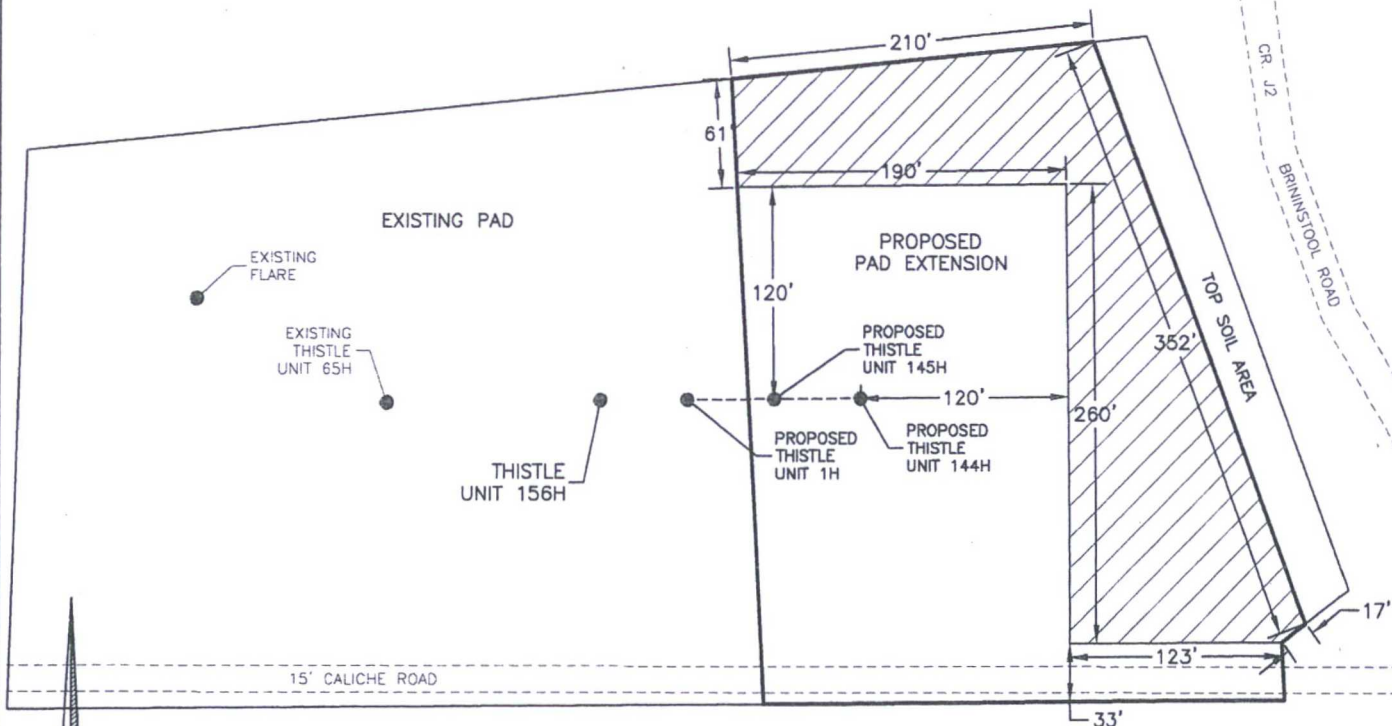 210'
CR. J2
BRININSTOOL ROAD
61'
190'
EXISTING PAD
PROPOSED
PAD EXTENSION
EXISTING
FLARE
120'
TOP SOIL AREA
352'
EXISTING
THISTLE
UNIT 65H
PROPOSED
THISTLE
UNIT 145H
120'
260'
THISTLE
UNIT 156H
PROPOSED
THISTLE
UNIT 1H
PROPOSED
THISTLE
UNIT 144H
17'
123'
15' CALICHE ROAD
33'